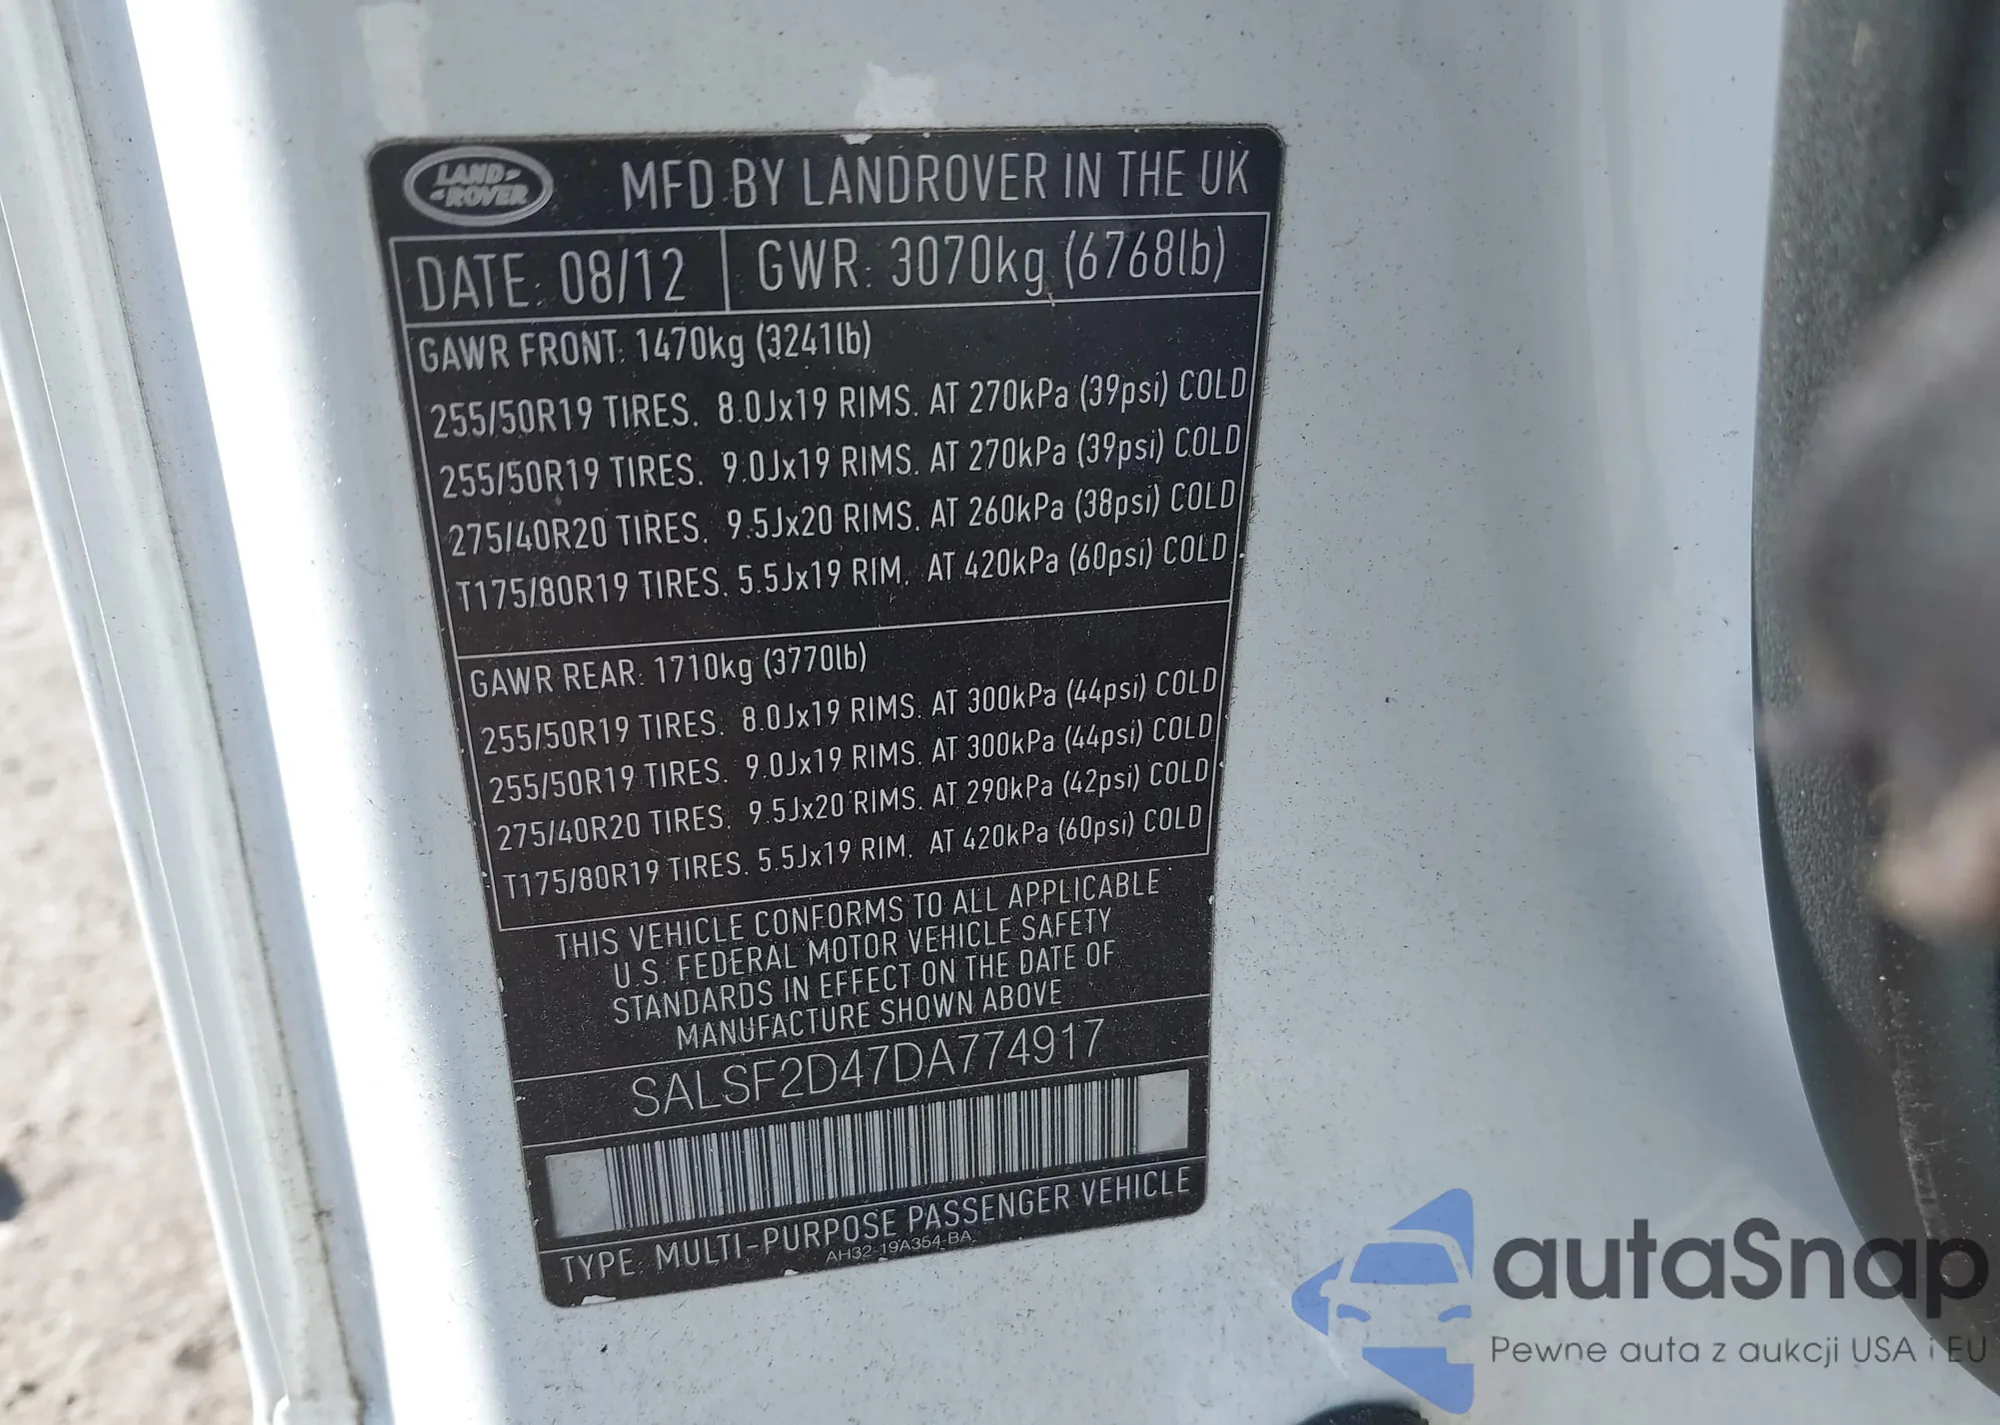 LAND-
-ROVER
MFD BY LANDROVER IN THE UK
DATE: 08/12 GWR: 3070kg (6768lb)
GAWR FRONT: 1470kg (3241lb)
255/50R19 TIRES. 8.0Jx19 RIMS. AT 270kPa (39psi) COLD
255/50R19 TIRES. 9.0Jx19 RIMS. AT 270kPa (39psi) COLD
275/40R20 TIRES. 9.5Jx20 RIMS. AT 260kPa (38psi) COLD
T175/80R19 TIRES. 5.5Jx19 RIM. AT 420kPa (60psi) COLD
GAWR REAR: 1710kg (3770lb)
255/50R19 TIRES. 8.0Jx19 RIMS. AT 300kPa (44psi) COLD
255/50R19 TIRES. 9.0Jx19 RIMS. AT 300kPa (44psi) COLD
275/40R20 TIRES. 9.5Jx20 RIMS. AT 290kPa (42psi) COLD
T175/80R19 TIRES. 5.5Jx19 RIM. AT 420kPa (60psi) COLD
THIS VEHICLE CONFORMS TO ALL APPLICABLE
U.S. FEDERAL MOTOR VEHICLE SAFETY
STANDARDS IN EFFECT ON THE DATE OF
MANUFACTURE SHOWN ABOVE
SALSF2D47DA774917
TYPE: MULTI-PURPOSE PASSENGER VEHICLE
AH32-19A354-BA
autaSnap
Pewne auta z aukcji USA i EU